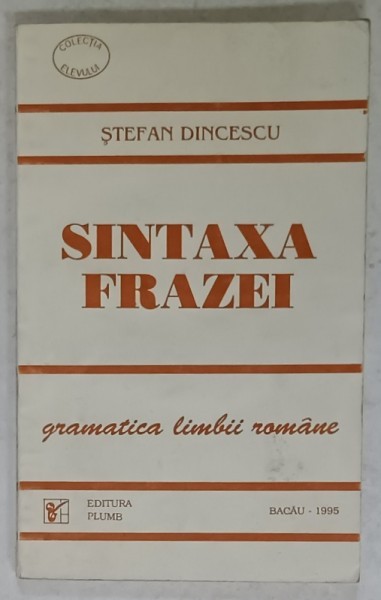 COLECȚIA
ELEVULUI
ȘTEFAN DINCESCU
SINTAXA
FRAZEI
gramatica limbii române
EDITURA
PLUMB
BACĂU - 1995